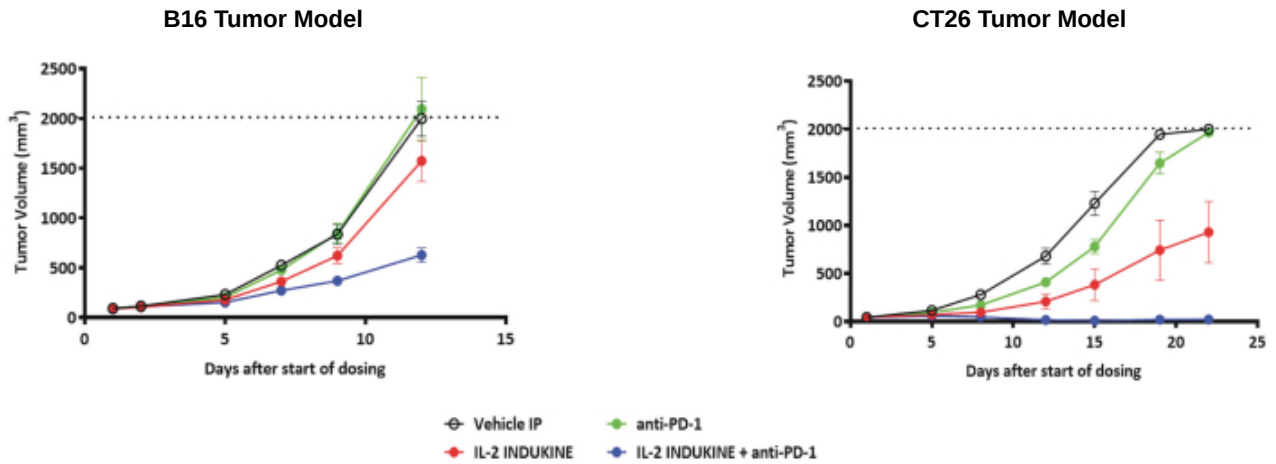 B16 Tumor Model
CT26 Tumor Model
Tumor Volume (mm³)
2500
2000
1500
1000
500
0
0 5 10 15
Days after start of dosing
Tumor Volume (mm³)
2500
2000
1500
1000
500
0
0 5 10 15 20 25
Days after start of dosing
Vehicle IP
anti-PD-1
IL-2 INDUKINE
IL-2 INDUKINE + anti-PD-1